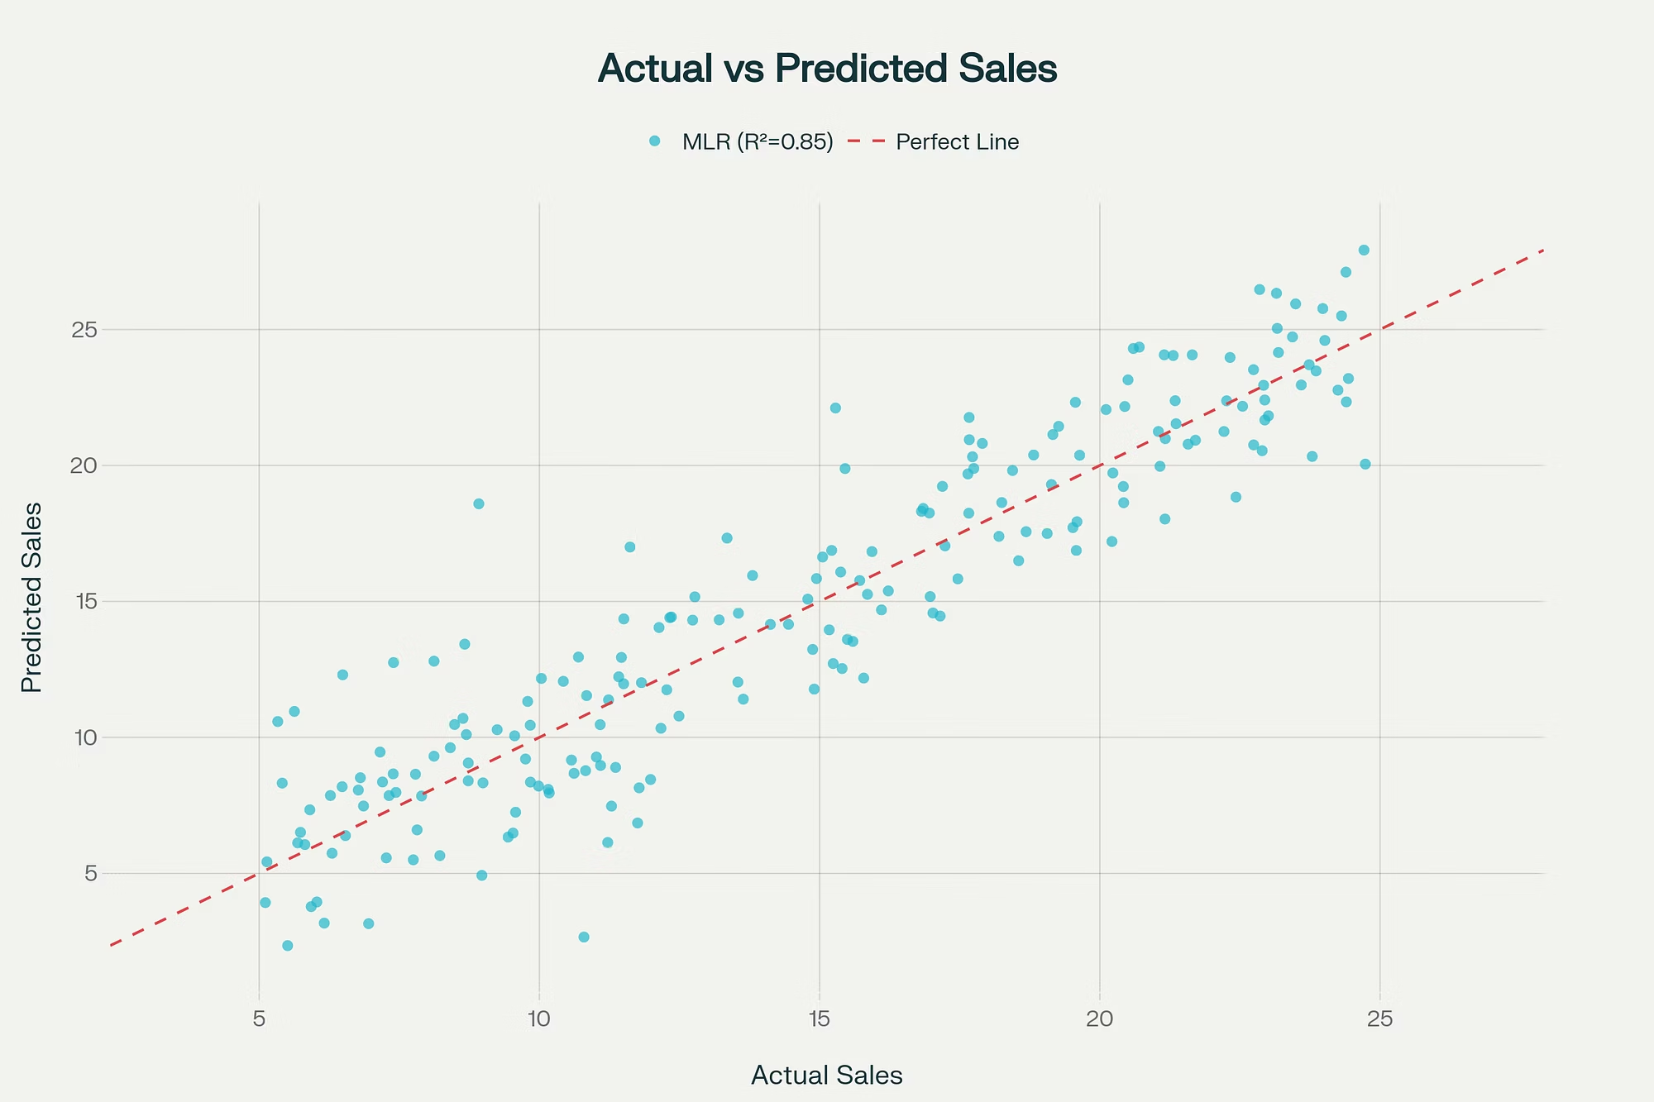 Actual vs Predicted Sales
MLR (R²=0.85)
Perfect Line
Predicted Sales
25
20
15
10
5
5
10
15
20
25
Actual Sales